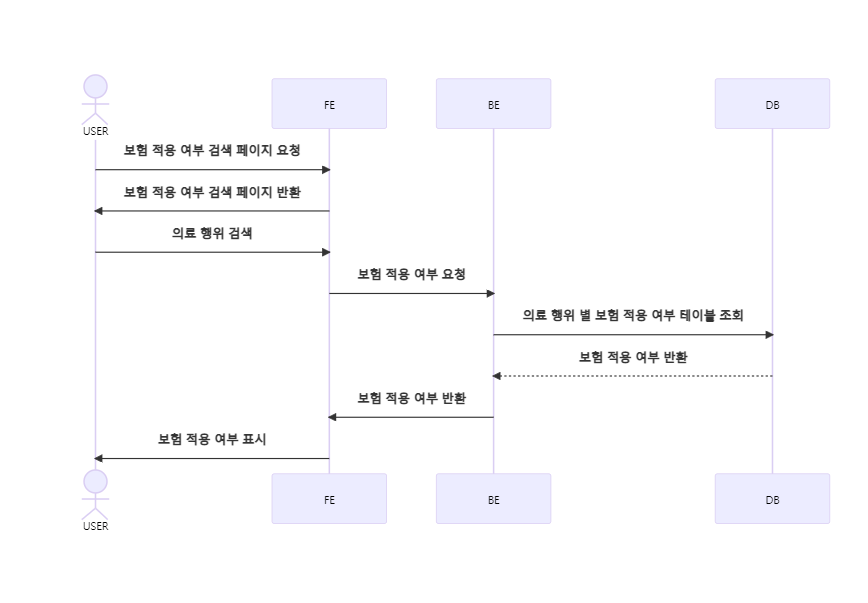 USER
FE
BE
DB
보험 적용 여부 검색 페이지 요청
보험 적용 여부 검색 페이지 반환
의료 행위 검색
보험 적용 여부 요청
의료 행위 별 보험 적용 여부 테이블 조회
보험 적용 여부 반환
보험 적용 여부 반환
보험 적용 여부 표시
USER
FE
BE
DB